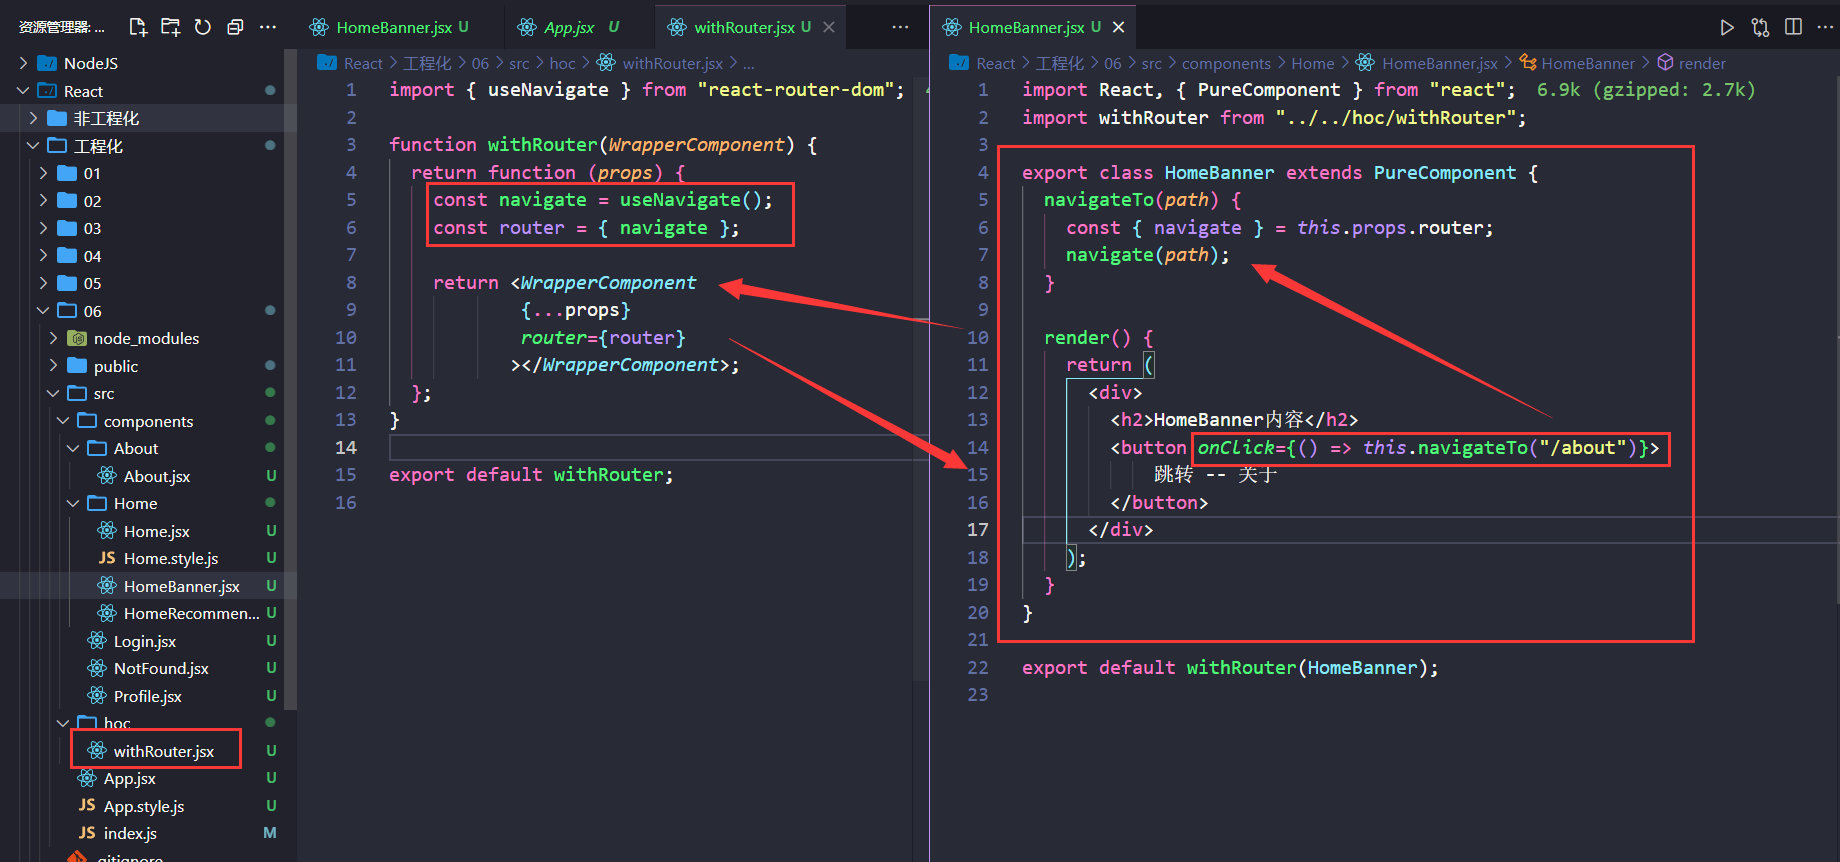 资源管理器: ...
NodeJS
React
非工程化
工程化
01
02
03
04
05
06
node_modules
public
src
components
About
About.jsx U
Home
Home.jsx U
JS Home.style.js U
HomeBanner.jsx U
HomeRecommen... U
Login.jsx U
NotFound.jsx U
Profile.jsx U
hoc
withRouter.jsx U
App.jsx U
JS App.style.js U
JS index.js M
.gitignore
HomeBanner.jsx U
App.jsx U
withRouter.jsx U
React > 工程化 > 06 > src > hoc > withRouter.jsx > ...
1 import { useNavigate } from "react-router-dom";
2
3 function withRouter(WrapperComponent) {
4 return function (props) {
5 const navigate = useNavigate();
6 const router = { navigate };
7
8 return <WrapperComponent
9 {...props}
10 router={router}
11 ></WrapperComponent>;
12 };
13 }
14
15 export default withRouter;
16
HomeBanner.jsx U
React > 工程化 > 06 > src > components > Home > HomeBanner.jsx > HomeBanner > render
1 import React, { PureComponent } from "react"; 6.9k (gzipped: 2.7k)
2 import withRouter from "../../hoc/withRouter";
3
4 export class HomeBanner extends PureComponent {
5 navigateTo(path) {
6 const { navigate } = this.props.router;
7 navigate(path);
8 }
9
10 render() {
11 return (
12 <div>
13 <h2>HomeBanner内容</h2>
14 <button onClick={() => this.navigateTo("/about")}>
15 跳转 -- 关于
16 </button>
17 </div>
18 );
19 }
20 }
21
22 export default withRouter(HomeBanner);
23